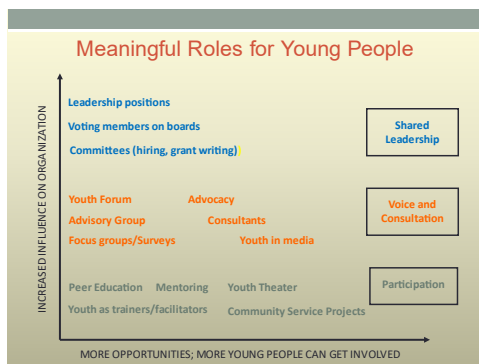 Meaningful Roles for Young People
INCREASED INFLUENCE ON ORGANIZATION
Leadership positions
Voting members on boards
Committees (hiring, grant writing)
Shared
Leadership
Youth Forum
Advocacy
Advisory Group
Consultants
Focus groups/Surveys
Youth in media
Voice and
Consultation
Peer Education
Mentoring
Youth Theater
Youth as trainers/facilitators
Community Service Projects
Participation
MORE OPPORTUNITIES; MORE YOUNG PEOPLE CAN GET INVOLVED